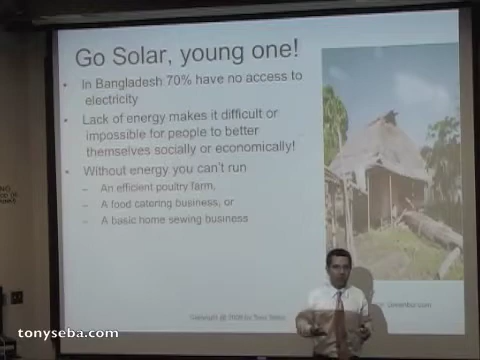 Go Solar, young one!
In Bangladesh 70% have no access to
electricity
Lack of energy makes it difficult or
impossible for people to better
themselves socially or economically!
Without energy you can't run
An efficient poultry farm,
A food catering business, or
A basic home sewing business
Copyright @ 2008 by Tony Seba
tonyseba.com